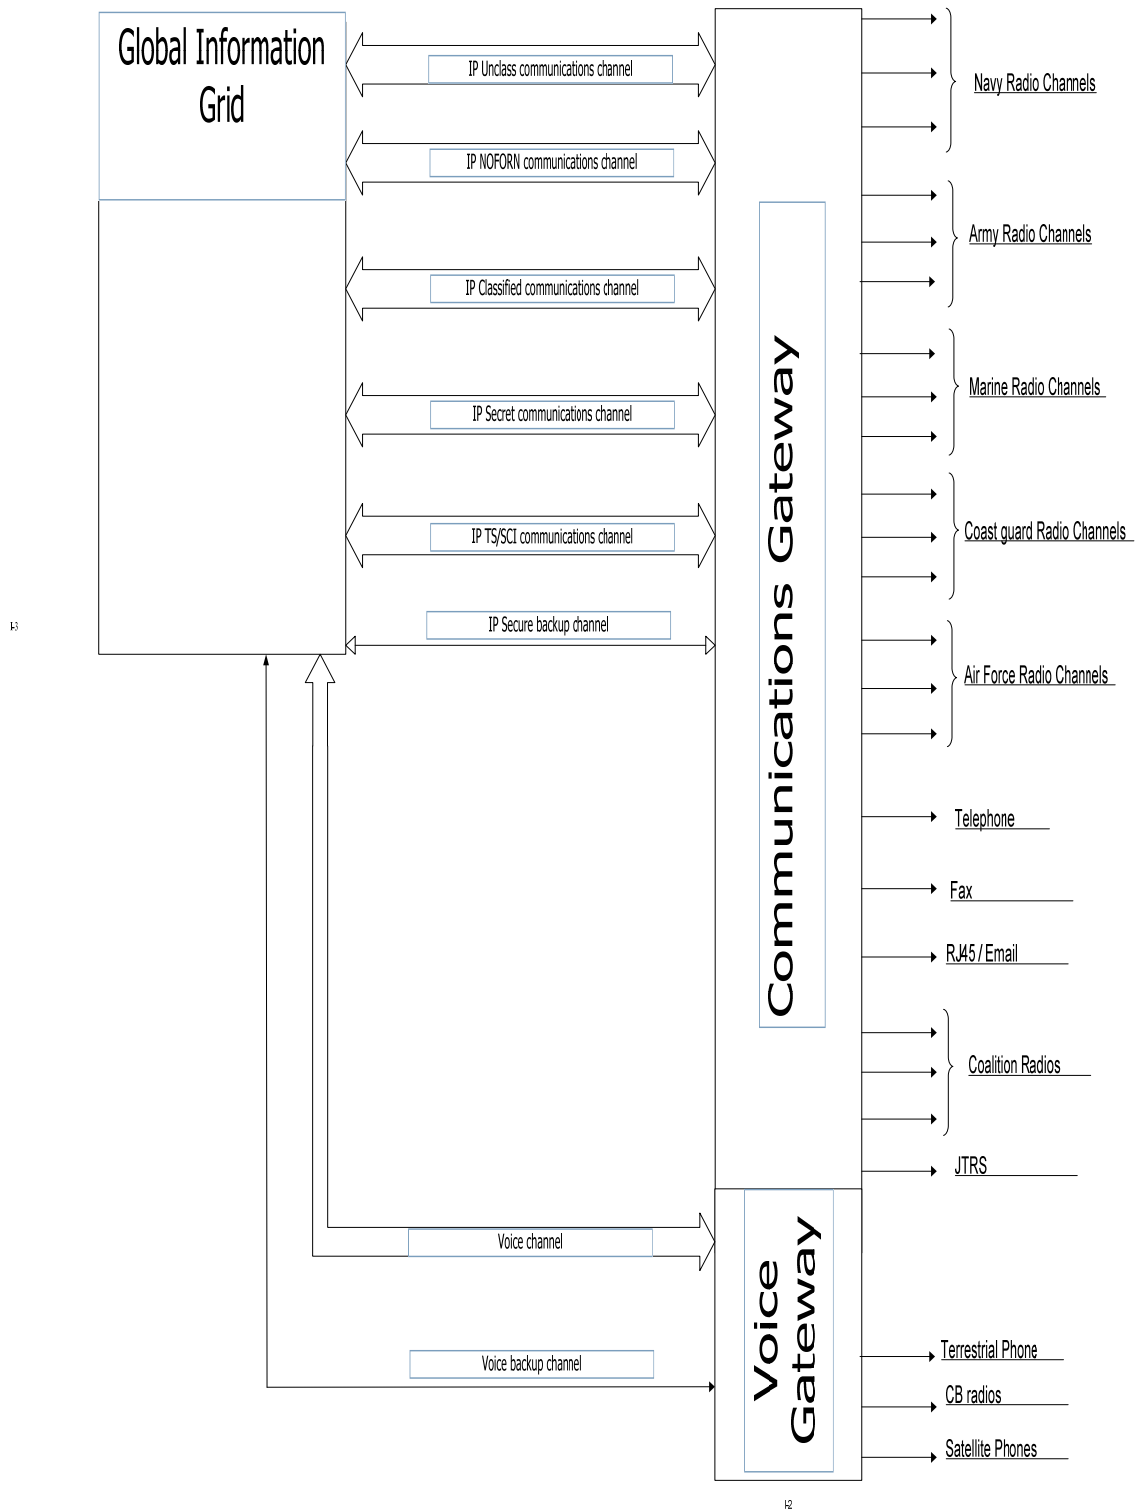 Global Information
Grid
IP Unclass communications channel
IP NOFORN communications channel
IP Classified communications channel
IP Secret communications channel
IP TS/SCI communications channel
IP Secure backup channel
Communications Gateway
Navy Radio Channels
Army Radio Channels
Marine Radio Channels
Coast guard Radio Channels
Air Force Radio Channels
Telephone
Fax
RJ45 / Email
Coalition Radios
JTRS
Voice channel
Voice backup channel
Voice
Gateway
Terrestrial Phone
CB radios
Satellite Phones
I-3
I-2